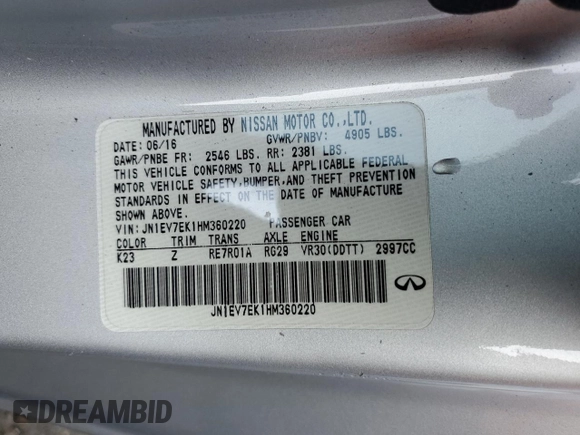 MANUFACTURED BY NISSAN MOTOR CO.,LTD.
DATE: 06/16 GVWR/PNBV: 4905 LBS.
GAWR/PNBE FR: 2546 LBS. RR: 2381 LBS.
THIS VEHICLE CONFORMS TO ALL APPLICABLE FEDERAL
MOTOR VEHICLE SAFETY,BUMPER,AND THEFT PREVENTION
STANDARDS IN EFFECT ON THE DATE OF MANUFACTURE
SHOWN ABOVE.
VIN: JN1EV7EK1HM360220 PASSENGER CAR
COLOR TRIM TRANS AXLE ENGINE
K23 Z RE7R01A RG29 VR30(DDTT) 2997CC
JN1EV7EK1HM360220
DREAMBID